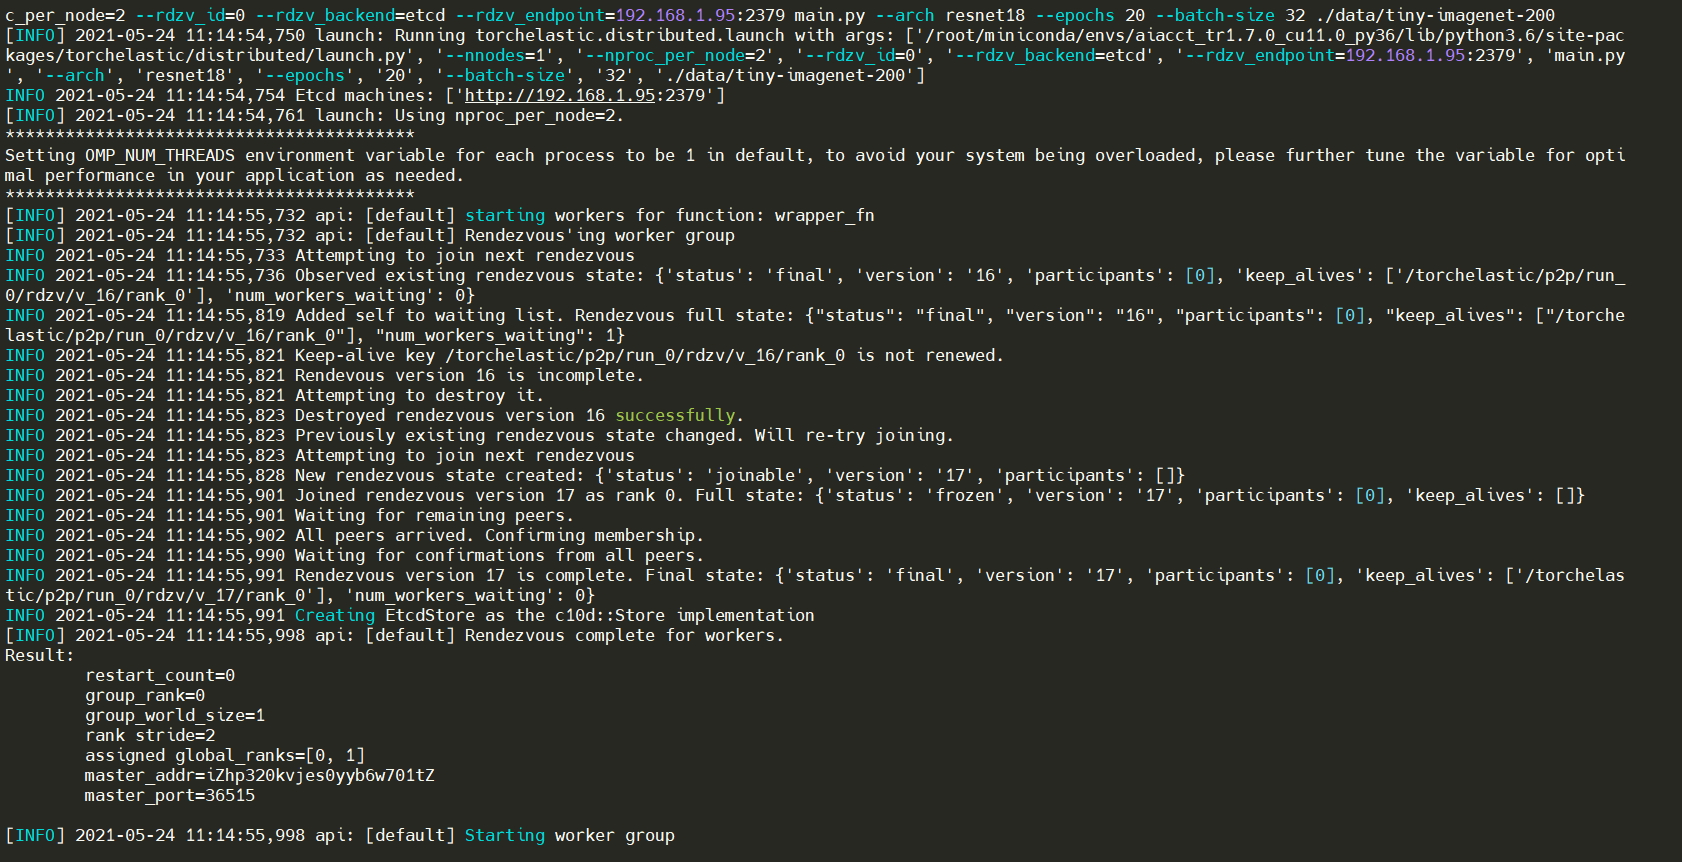 c_per_node=2 --rdzv_id=0 --rdzv_backend=etcd --rdzv_endpoint=192.168.1.95:2379 main.py --arch resnet18 --epochs 20 --batch-size 32 ./data/tiny-imagenet-200
[INFO] 2021-05-24 11:14:54,750 launch: Running torchelastic.distributed.launch with args: ['/root/miniconda/envs/aiacct_tr1.7.0_cu11.0_py36/lib/python3.6/site-pac
kages/torchelastic/distributed/launch.py', '--nnodes=1', '--nproc_per_node=2', '--rdzv_id=0', '--rdzv_backend=etcd', '--rdzv_endpoint=192.168.1.95:2379', 'main.py
', '--arch', 'resnet18', '--epochs', '20', '--batch-size', '32', './data/tiny-imagenet-200']
INFO 2021-05-24 11:14:54,754 Etcd machines: ['http://192.168.1.95:2379']
[INFO] 2021-05-24 11:14:54,761 launch: Using nproc_per_node=2.
*****************************************
Setting OMP_NUM_THREADS environment variable for each process to be 1 in default, to avoid your system being overloaded, please further tune the variable for opti
mal performance in your application as needed.
*****************************************
[INFO] 2021-05-24 11:14:55,732 api: [default] starting workers for function: wrapper_fn
[INFO] 2021-05-24 11:14:55,732 api: [default] Rendezvous'ing worker group
INFO 2021-05-24 11:14:55,733 Attempting to join next rendezvous
INFO 2021-05-24 11:14:55,736 Observed existing rendezvous state: {'status': 'final', 'version': '16', 'participants': [0], 'keep_alives': ['/torchelastic/p2p/run_
0/rdzv/v_16/rank_0'], 'num_workers_waiting': 0}
INFO 2021-05-24 11:14:55,819 Added self to waiting list. Rendezvous full state: {"status": "final", "version": "16", "participants": [0], "keep_alives": ["/torche
lastic/p2p/run_0/rdzv/v_16/rank_0"], "num_workers_waiting": 1}
INFO 2021-05-24 11:14:55,821 Keep-alive key /torchelastic/p2p/run_0/rdzv/v_16/rank_0 is not renewed.
INFO 2021-05-24 11:14:55,821 Rendevous version 16 is incomplete.
INFO 2021-05-24 11:14:55,821 Attempting to destroy it.
INFO 2021-05-24 11:14:55,823 Destroyed rendezvous version 16 successfully.
INFO 2021-05-24 11:14:55,823 Previously existing rendezvous state changed. Will re-try joining.
INFO 2021-05-24 11:14:55,823 Attempting to join next rendezvous
INFO 2021-05-24 11:14:55,828 New rendezvous state created: {'status': 'joinable', 'version': '17', 'participants': []}
INFO 2021-05-24 11:14:55,901 Joined rendezvous version 17 as rank 0. Full state: {'status': 'frozen', 'version': '17', 'participants': [0], 'keep_alives': []}
INFO 2021-05-24 11:14:55,901 Waiting for remaining peers.
INFO 2021-05-24 11:14:55,902 All peers arrived. Confirming membership.
INFO 2021-05-24 11:14:55,990 Waiting for confirmations from all peers.
INFO 2021-05-24 11:14:55,991 Rendezvous version 17 is complete. Final state: {'status': 'final', 'version': '17', 'participants': [0], 'keep_alives': ['/torchelas
tic/p2p/run_0/rdzv/v_17/rank_0'], 'num_workers_waiting': 0}
INFO 2021-05-24 11:14:55,991 Creating EtcdStore as the c10d::Store implementation
[INFO] 2021-05-24 11:14:55,998 api: [default] Rendezvous complete for workers.
Result:
restart_count=0
group_rank=0
group_world_size=1
rank stride=2
assigned global_ranks=[0, 1]
master_addr=iZhp320kvjes0yyb6w701tZ
master_port=36515
[INFO] 2021-05-24 11:14:55,998 api: [default] Starting worker group